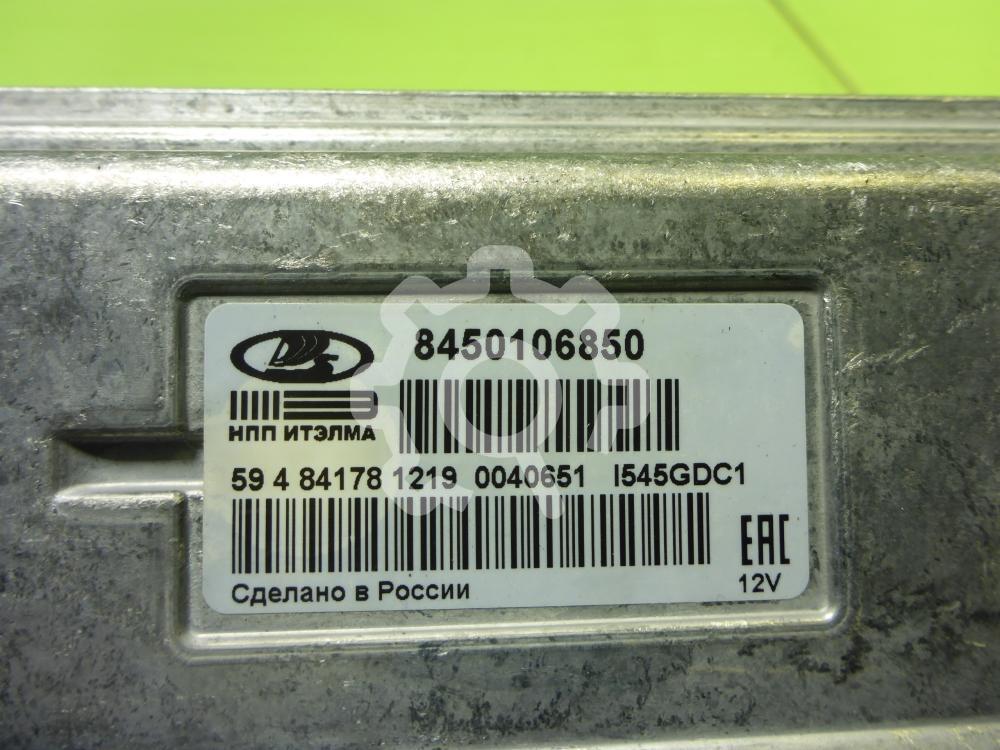 8450106850
НПП ИТЭЛМА
59 4 84178 1219 0040651 I545GDC1
Сделано в России
EAC
12V